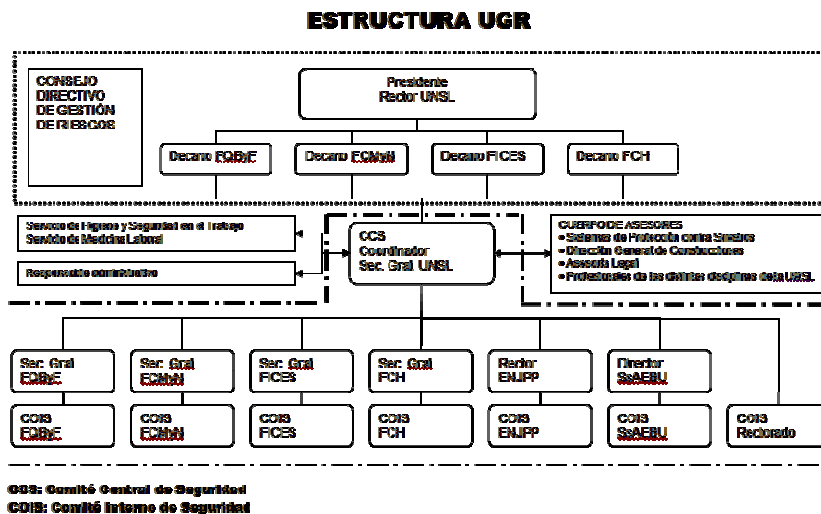 ESTRUCTURA UGR
CONSEJO
DIRECTIVO
DE GESTIÓN
DE RIESGOS
Presidente
Rector UNSL
Decano FQByF
Decano FCMyN
Decano FICES
Decano FCH
Servicio de Higiene y Seguridad en el Trabajo
Servicio de Medicina Laboral
Responsable administrativo
CCS
Coordinador
Sec. Gral. UNSL
CUERPO DE ASESORES
• Sistemas de Protección contra Siniestros
• Dirección General de Construcciones
• Asesoría Legal
• Profesionales de las distintas disciplinas de la UNSL
Sec. Gral
FQByF
Sec. Gral
FCMyN
Sec. Gral
FICES
Sec. Gral
FCH
Rector
ENJPP
Director
SsAEBU
COIS
FQByF
COIS
FCMyN
COIS
FICES
COIS
FCH
COIS
ENJPP
COIS
SsAEBU
COIS
Rectorado
CCS: Comité Central de Seguridad
COIS: Comité Interno de Seguridad